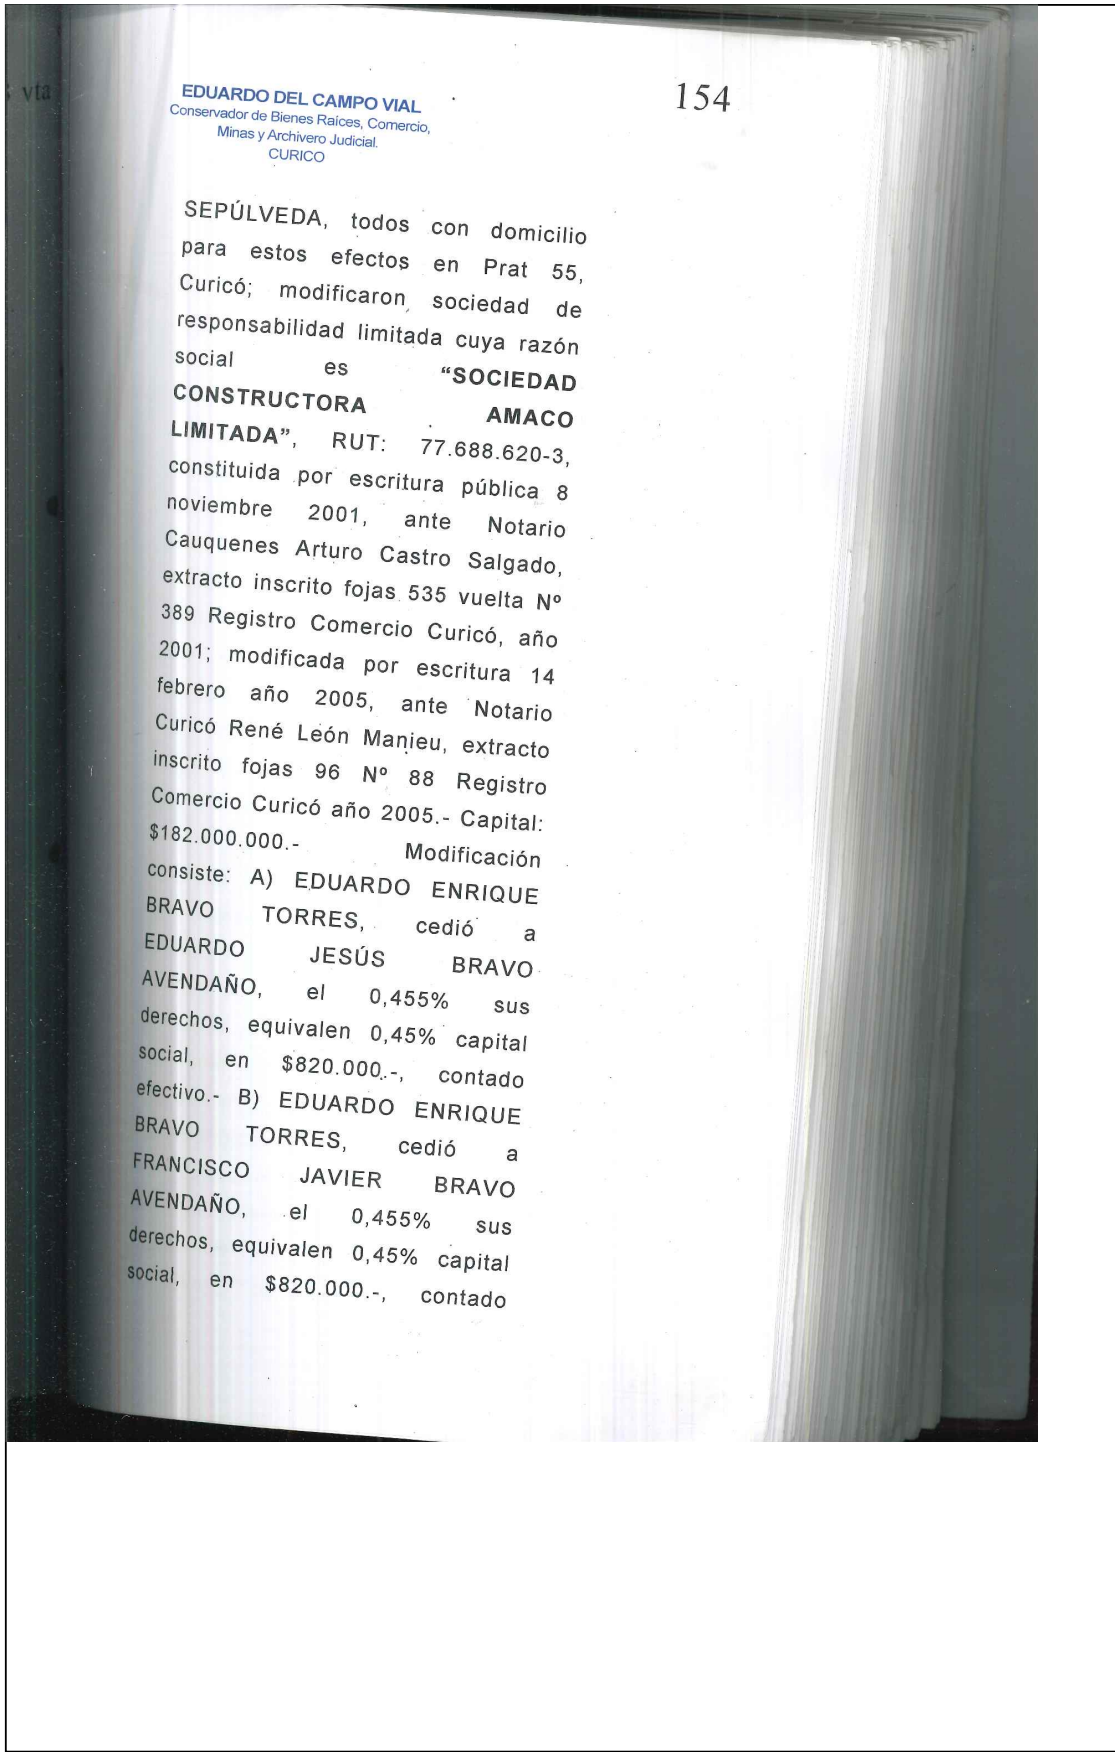 vta
EDUARDO DEL CAMPO VIAL
Conservador de Bienes Raíces, Comercio,
Minas y Archivero Judicial.
CURICO
154
SEPÚLVEDA, todos con domicilio
para estos efectos en Prat 55,
Curicó; modificaron sociedad de
responsabilidad limitada cuya razón
social es “SOCIEDAD
CONSTRUCTORA AMACO
LIMITADA”, RUT: 77.688.620-3,
constituida por escritura pública 8
noviembre 2001, ante Notario
Cauquenes Arturo Castro Salgado,
extracto inscrito fojas 535 vuelta Nº
389 Registro Comercio Curicó, año
2001; modificada por escritura 14
febrero año 2005, ante Notario
Curicó René León Manieu, extracto
inscrito fojas 96 Nº 88 Registro
Comercio Curicó año 2005.- Capital:
$182.000.000.- Modificación
consiste: A) EDUARDO ENRIQUE
BRAVO TORRES, cedió a
EDUARDO JESÚS BRAVO
AVENDAÑO, el 0,455% sus
derechos, equivalen 0,45% capital
social, en $820.000.-, contado
efectivo.- B) EDUARDO ENRIQUE
BRAVO TORRES, cedió a
FRANCISCO JAVIER BRAVO
AVENDAÑO, el 0,455% sus
derechos, equivalen 0,45% capital
social, en $820.000.-, contado